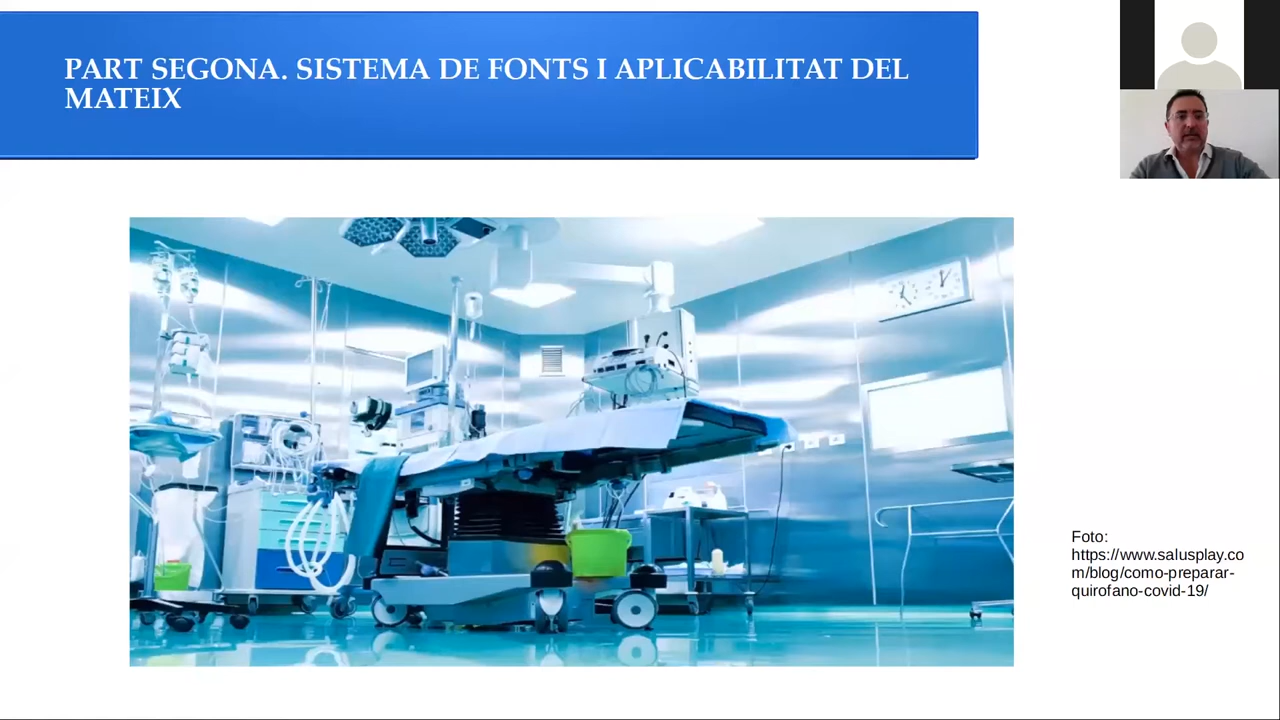 PART SEGONA. SISTEMA DE FONTS I APLICABILITAT DEL
MATEIX
Foto:
https://www.salusplay.co
m/blog/como-preparar-
quirofano-covid-19/